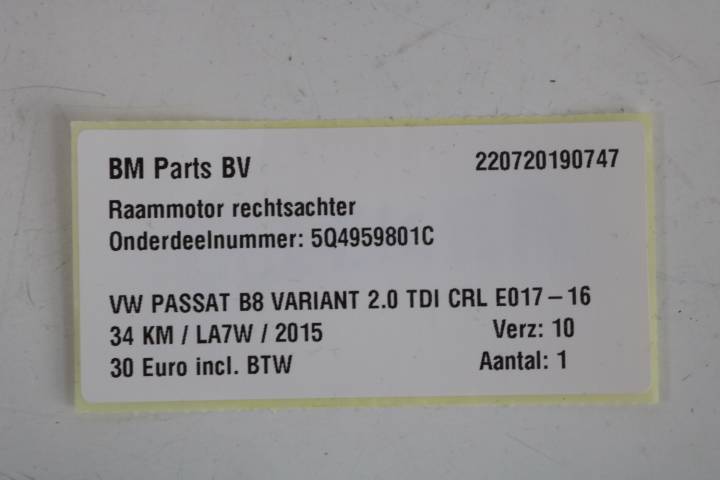 BM Parts BV 220720190747
Raammotor rechtsachter
Onderdeelnummer: 5Q4959801C
VW PASSAT B8 VARIANT 2.0 TDI CRL E017-16
34 KM / LA7W / 2015 Verz: 10
30 Euro incl. BTW Aantal: 1